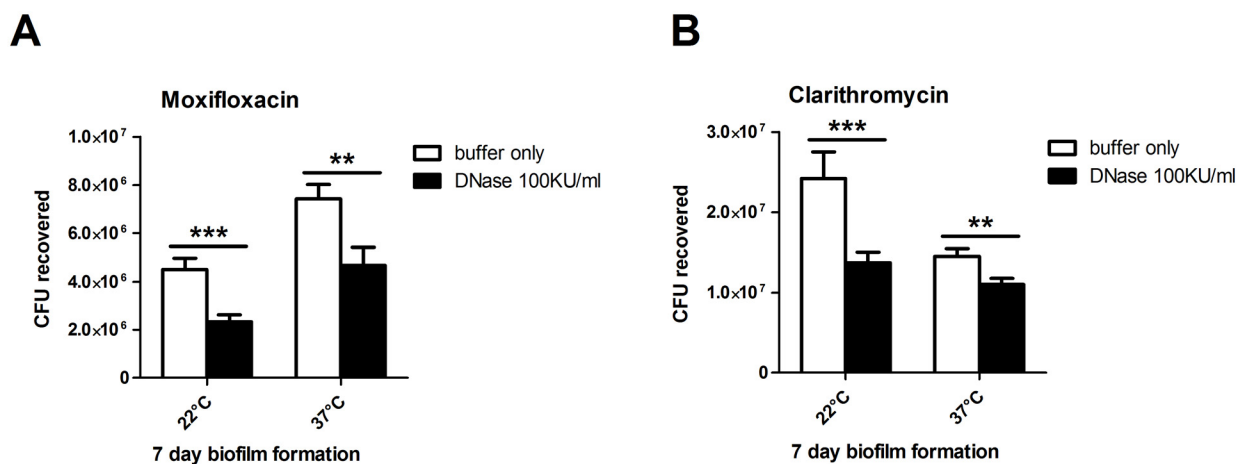 A
Moxifloxacin
1.0×10⁷
8.0×10⁶
6.0×10⁶
4.0×10⁶
2.0×10⁶
0
CFU recovered
***
**
buffer only
DNase 100KU/ml
22°C
37°C
7 day biofilm formation
B
Clarithromycin
3.0×10⁷
2.0×10⁷
1.0×10⁷
0
CFU recovered
***
**
buffer only
DNase 100KU/ml
22°C
37°C
7 day biofilm formation